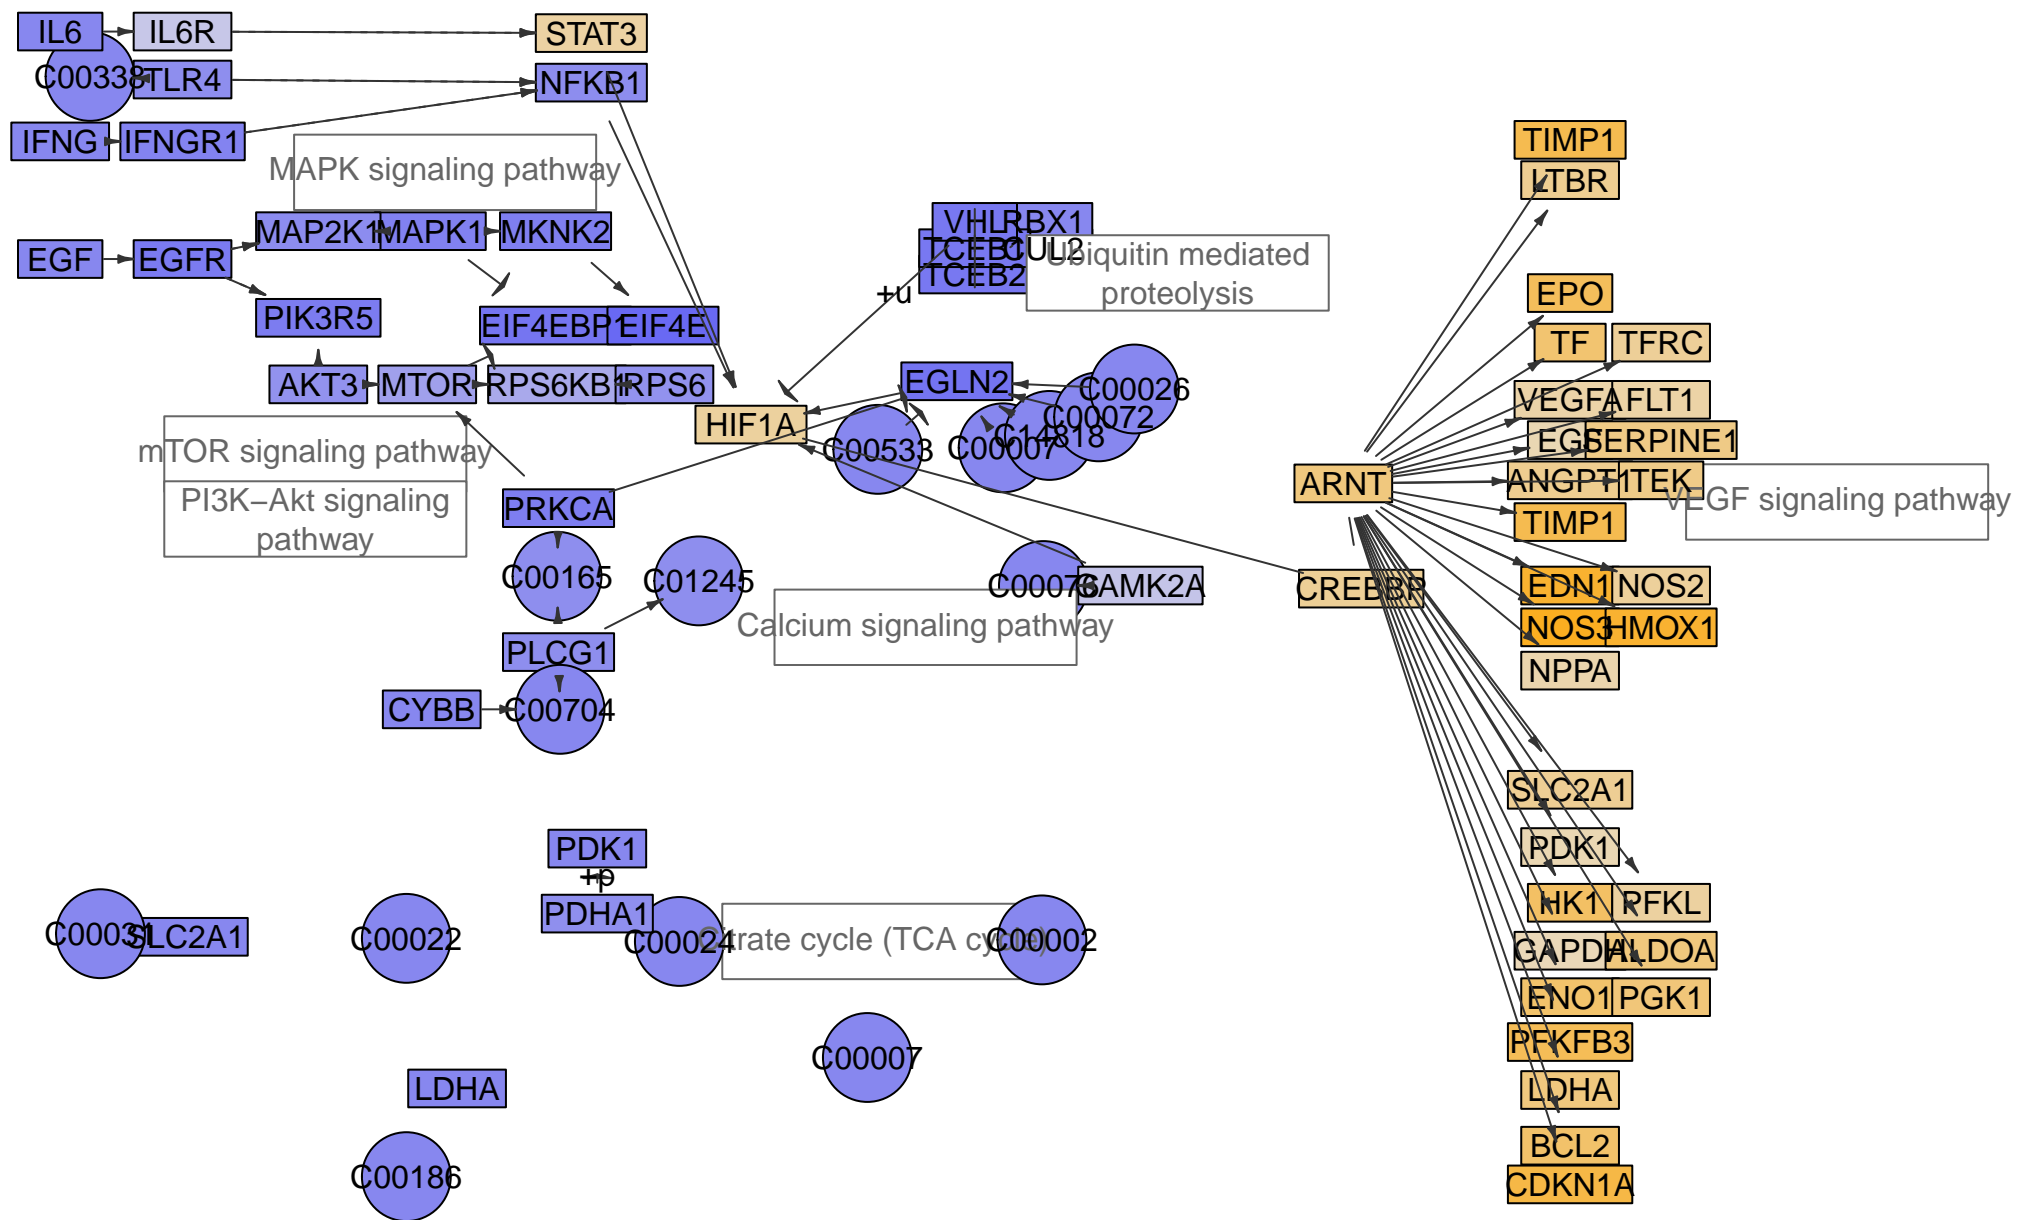 IL6
IL6R
STAT3
C00338
TLR4
NFKB1
IFNG
IFNGR1
MAPK signaling pathway
MAP2K1
MAPK1
MKNK2
EGF
EGFR
PIK3R5
EIF4EBP1
EIF4E
AKT3
MTOR
RPS6KB1
RPS6
mTOR signaling pathway
PI3K−Akt signaling
pathway
VHL
RBX1
TCEB1
CUL2
TCEB2
Ubiquitin mediated
proteolysis
+u
EGLN2
C00026
C00072
C14818
C00007
C00533
HIF1A
PRKCA
C00165
C01245
PLCG1
C00704
CYBB
C00076
CAMK2A
Calcium signaling pathway
CREBBP
ARNT
TIMP1
LTBR
EPO
TF
TFRC
VEGFA
FLT1
EGF
SERPINE1
ANGPT1
TEK
VEGF signaling pathway
TIMP1
EDN1
NOS2
NOS3
HMOX1
NPPA
SLC2A1
PDK1
HK1
PFKL
GAPDH
ALDOA
ENO1
PGK1
PFKFB3
LDHA
BCL2
CDKN1A
PDK1
+p
PDHA1
C00031
SLC2A1
C00022
C00024
Citrate cycle (TCA cycle)
C00002
C00007
LDHA
C00186